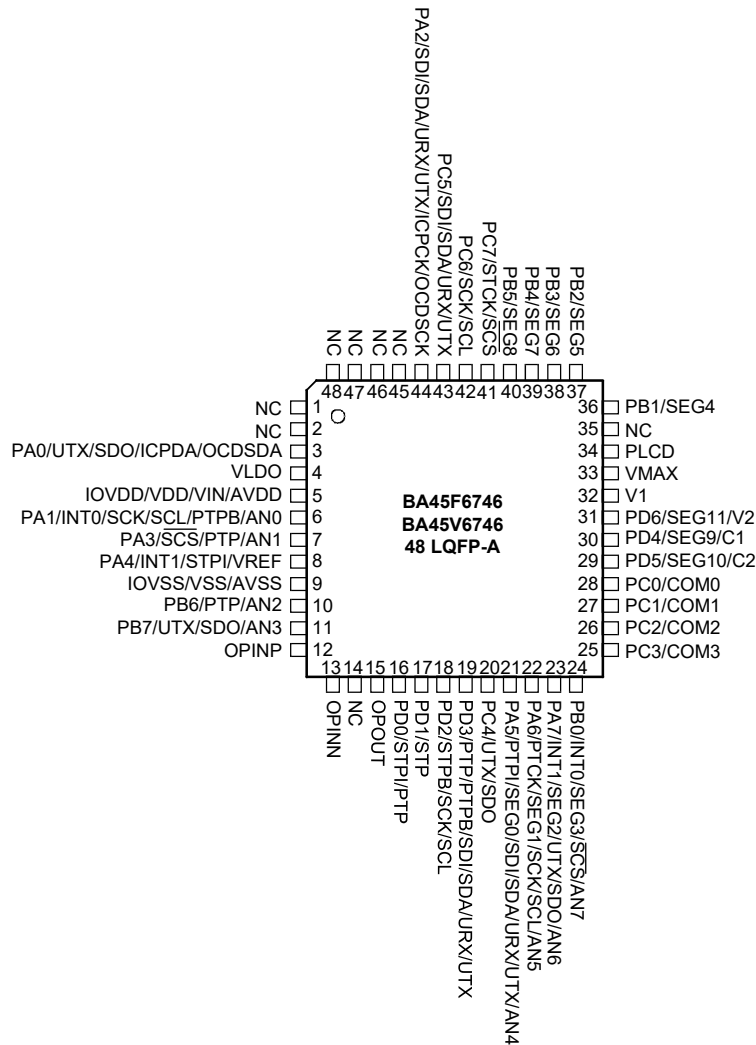 PA2/SDI/SDA/URX/UTX/ICPCK/OCDSCK
PC5/SDI/SDA/URX/UTX
PC6/SCK/SCL
PC7/STCK/S̅C̅S̅
PB5/SEG8
PB4/SEG7
PB3/SEG6
PB2/SEG5
NC
NC
NC
NC
48 47 46 45 44 43 42 41 40 39 38 37
NC 1
NC 2
PA0/UTX/SDO/ICPDA/OCDSDA 3
VLDO 4
IOVDD/VDD/VIN/AVDD 5
PA1/INT0/SCK/SCL/PTPB/AN0 6
PA3/S̅C̅S̅/PTP/AN1 7
PA4/INT1/STPI/VREF 8
IOVSS/VSS/AVSS 9
PB6/PTP/AN2 10
PB7/UTX/SDO/AN3 11
OPINP 12
BA45F6746
BA45V6746
48 LQFP-A
36 PB1/SEG4
35 NC
34 PLCD
33 VMAX
32 V1
31 PD6/SEG11/V2
30 PD4/SEG9/C1
29 PD5/SEG10/C2
28 PC0/COM0
27 PC1/COM1
26 PC2/COM2
25 PC3/COM3
13 14 15 16 17 18 19 20 21 22 23 24
OPINN
NC
OPOUT
PD0/STPI/PTP
PD1/STP
PD2/STPB/SCK/SCL
PD3/PTP/PTPB/SDI/SDA/URX/UTX
PC4/UTX/SDO
PA5/PTPI/SEG0/SDI/SDA/URX/UTX/AN4
PA6/PTCK/SEG1/SCK/SCL/AN5
PA7/INT1/SEG2/UTX/SDO/AN6
PB0/INT0/SEG3/S̅C̅S̅/AN7